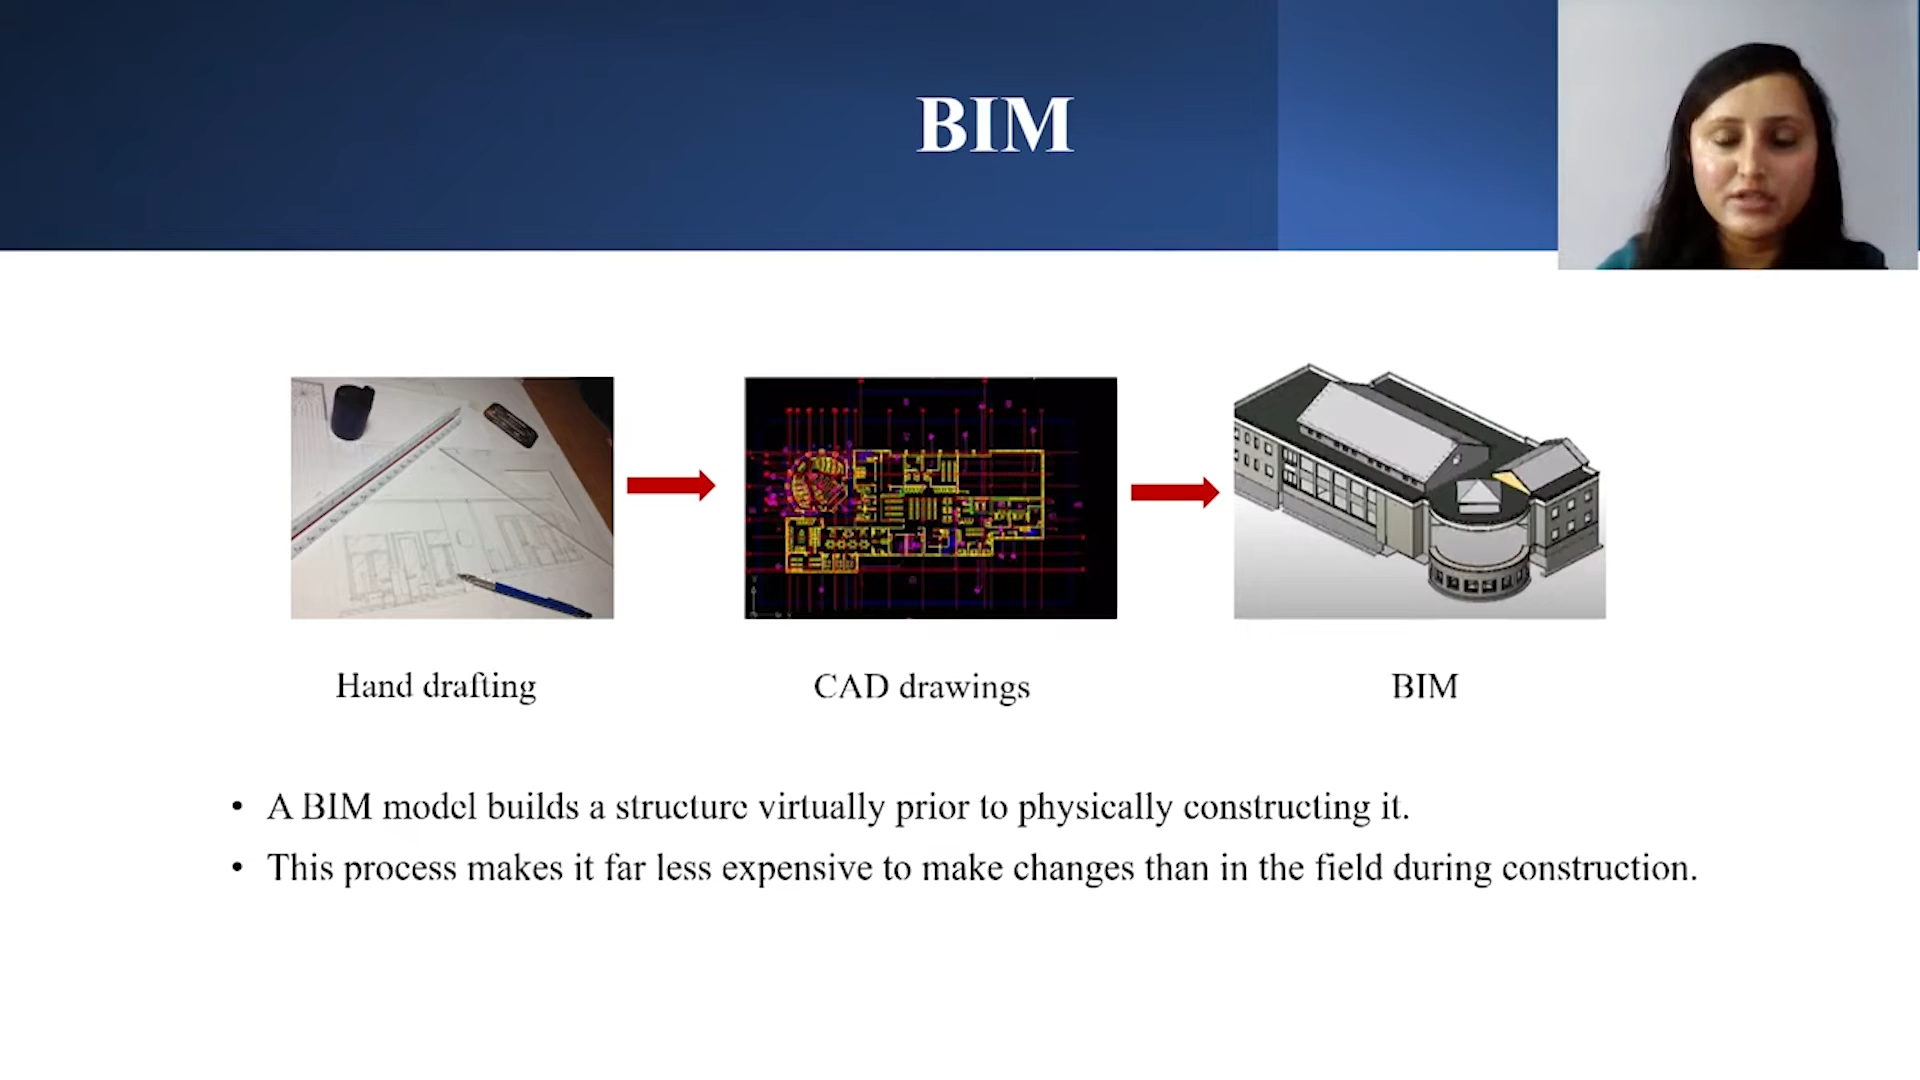 BIM
Hand drafting
CAD drawings
BIM
• A BIM model builds a structure virtually prior to physically constructing it.
• This process makes it far less expensive to make changes than in the field during construction.